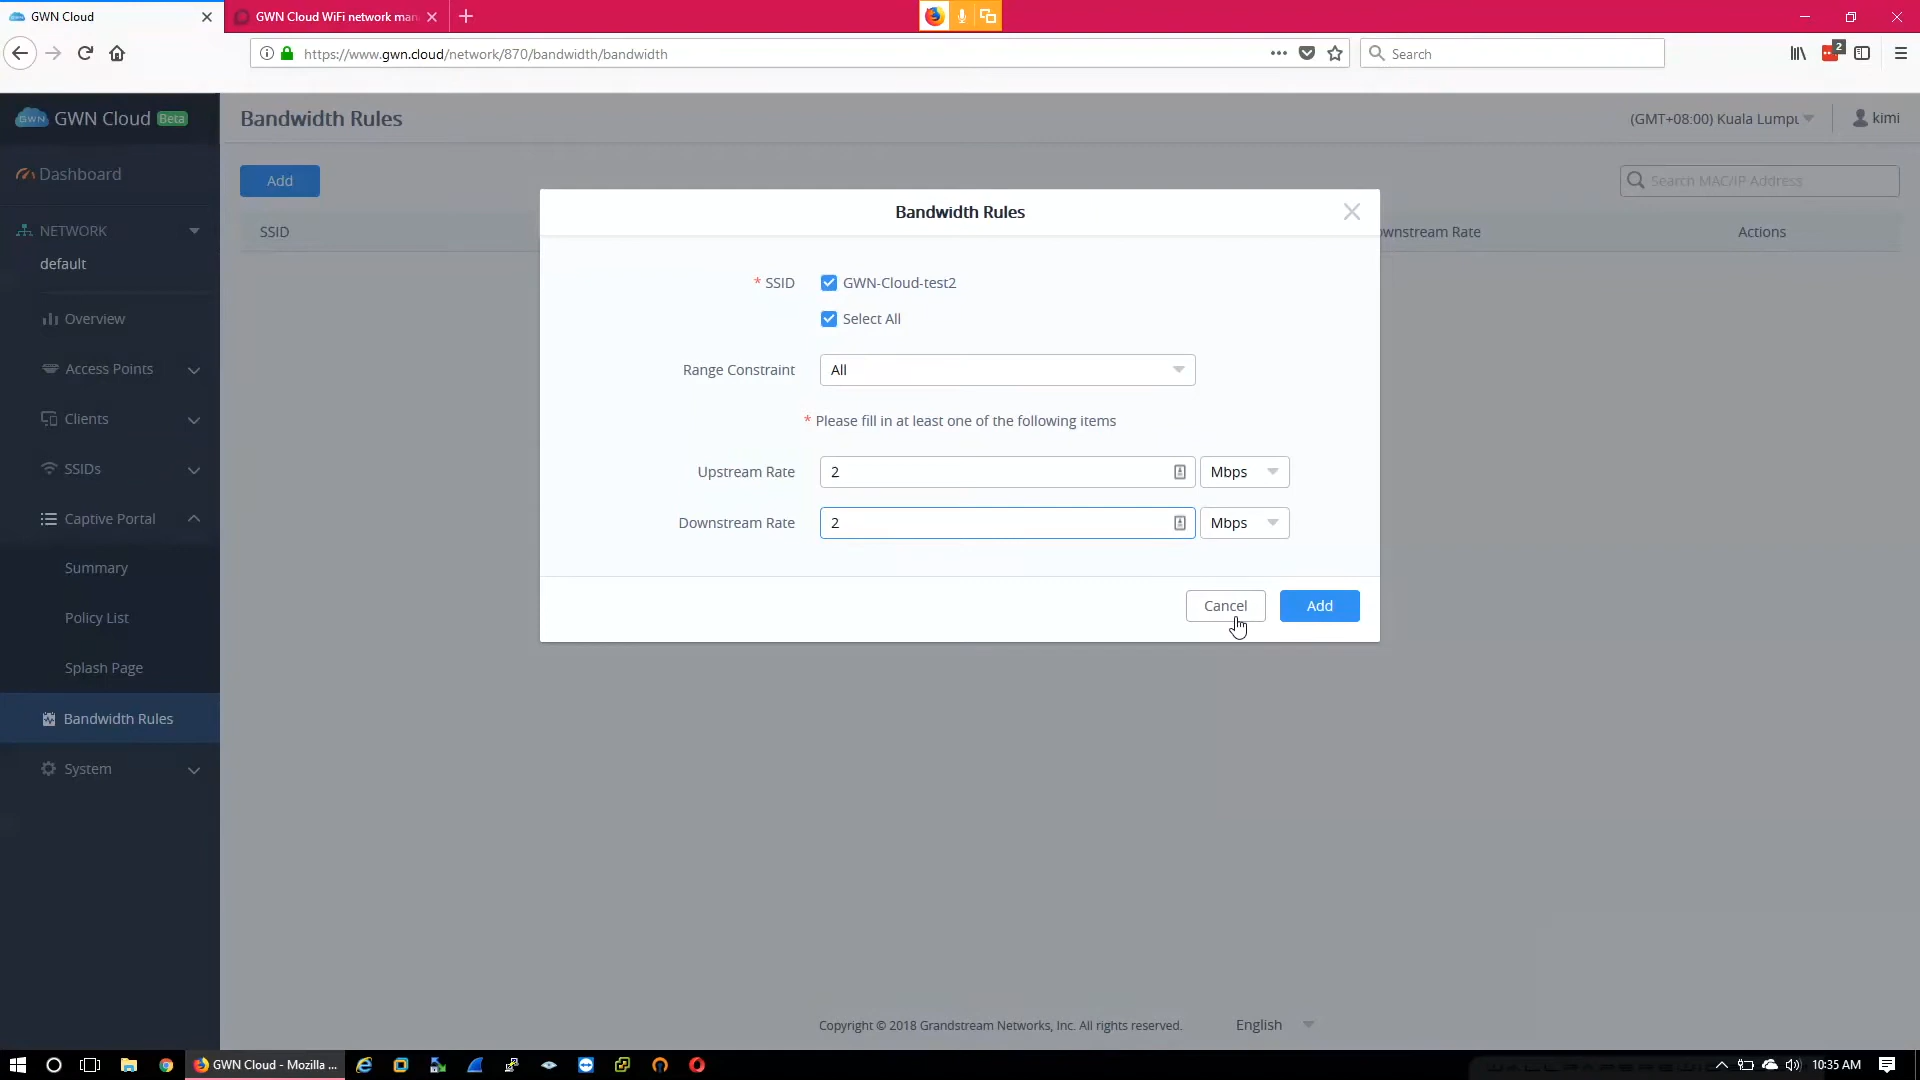 GWN Cloud
GWN Cloud WiFi network man
https://www.gwn.cloud/network/870/bandwidth/bandwidth
Search
2
GWN
GWN Cloud Beta
Bandwidth Rules
(GMT+08:00) Kuala Lumpu
kimi
Dashboard
Add
Search MAC/IP Address
NETWORK
default
SSID
ownstream Rate
Actions
Overview
Access Points
Clients
SSIDs
Captive Portal
Summary
Policy List
Splash Page
Bandwidth Rules
System
Bandwidth Rules
* SSID
GWN-Cloud-test2
Select All
Range Constraint
All
* Please fill in at least one of the following items
Upstream Rate
2
Mbps
Downstream Rate
2
Mbps
Cancel
Add
Copyright © 2018 Grandstream Networks, Inc. All rights reserved.
English
GWN Cloud - Mozilla ...
10:35 AM